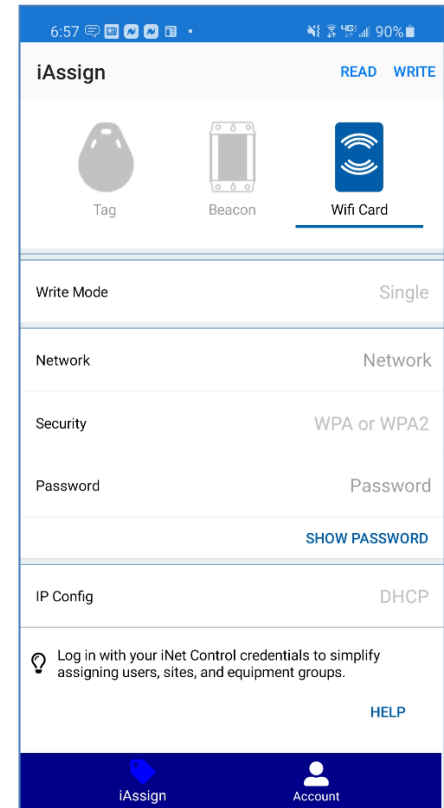 6:57 4G 90%
iAssign READ WRITE
Tag Beacon Wifi Card
Write Mode Single
Network Network
Security WPA or WPA2
Password Password
SHOW PASSWORD
IP Config DHCP
Log in with your iNet Control credentials to simplify
assigning users, sites, and equipment groups.
HELP
iAssign Account